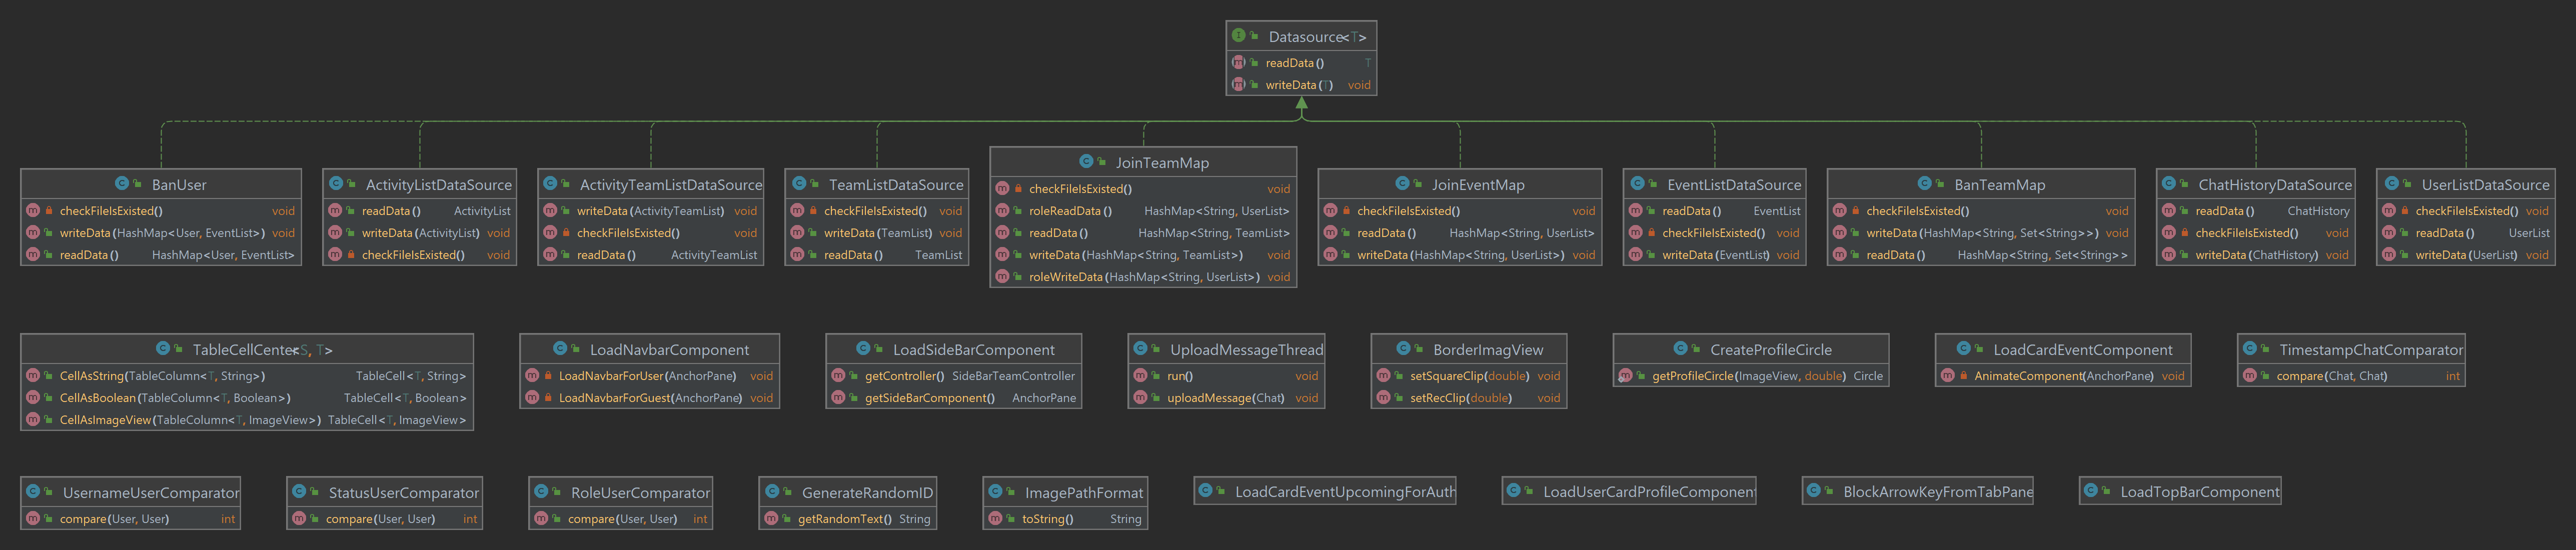 Datasource<T>
readData() T
writeData(T) void
BanUser
checkFileIsExisted() void
writeData(HashMap<User, EventList>) void
readData() HashMap<User, EventList>
ActivityListDataSource
readData() ActivityList
writeData(ActivityList) void
checkFileIsExisted() void
ActivityTeamListDataSource
writeData(ActivityTeamList) void
checkFileIsExisted() void
readData() ActivityTeamList
TeamListDataSource
checkFileIsExisted() void
writeData(TeamList) void
readData() TeamList
JoinTeamMap
checkFileIsExisted() void
roleReadData() HashMap<String, UserList>
readData() HashMap<String, TeamList>
writeData(HashMap<String, TeamList>) void
roleWriteData(HashMap<String, UserList>) void
JoinEventMap
checkFileIsExisted() void
readData() HashMap<String, UserList>
writeData(HashMap<String, UserList>) void
EventListDataSource
readData() EventList
checkFileIsExisted() void
writeData(EventList) void
BanTeamMap
checkFileIsExisted() void
writeData(HashMap<String, Set<String>>) void
readData() HashMap<String, Set<String>>
ChatHistoryDataSource
readData() ChatHistory
checkFileIsExisted() void
writeData(ChatHistory) void
UserListDataSource
checkFileIsExisted() void
readData() UserList
writeData(UserList) void
TableCellCenter<S, T>
CellAsString(TableColumn<T, String>) TableCell<T, String>
CellAsBoolean(TableColumn<T, Boolean>) TableCell<T, Boolean>
CellAsImageView(TableColumn<T, ImageView>) TableCell<T, ImageView>
LoadNavbarComponent
LoadNavbarForUser(AnchorPane) void
LoadNavbarForGuest(AnchorPane) void
LoadSideBarComponent
getController() SideBarTeamController
getSideBarComponent() AnchorPane
UploadMessageThread
run() void
uploadMessage(Chat) void
BorderImagView
setSquareClip(double) void
setRecClip(double) void
CreateProfileCircle
getProfileCircle(ImageView, double) Circle
LoadCardEventComponent
AnimateComponent(AnchorPane) void
TimestampChatComparator
compare(Chat, Chat) int
UsernameUserComparator
compare(User, User) int
StatusUserComparator
compare(User, User) int
RoleUserComparator
compare(User, User) int
GenerateRandomID
getRandomText() String
ImagePathFormat
toString() String
LoadCardEventUpcomingForAuth
LoadUserCardProfileComponent
BlockArrowKeyFromTabPane
LoadTopBarComponent